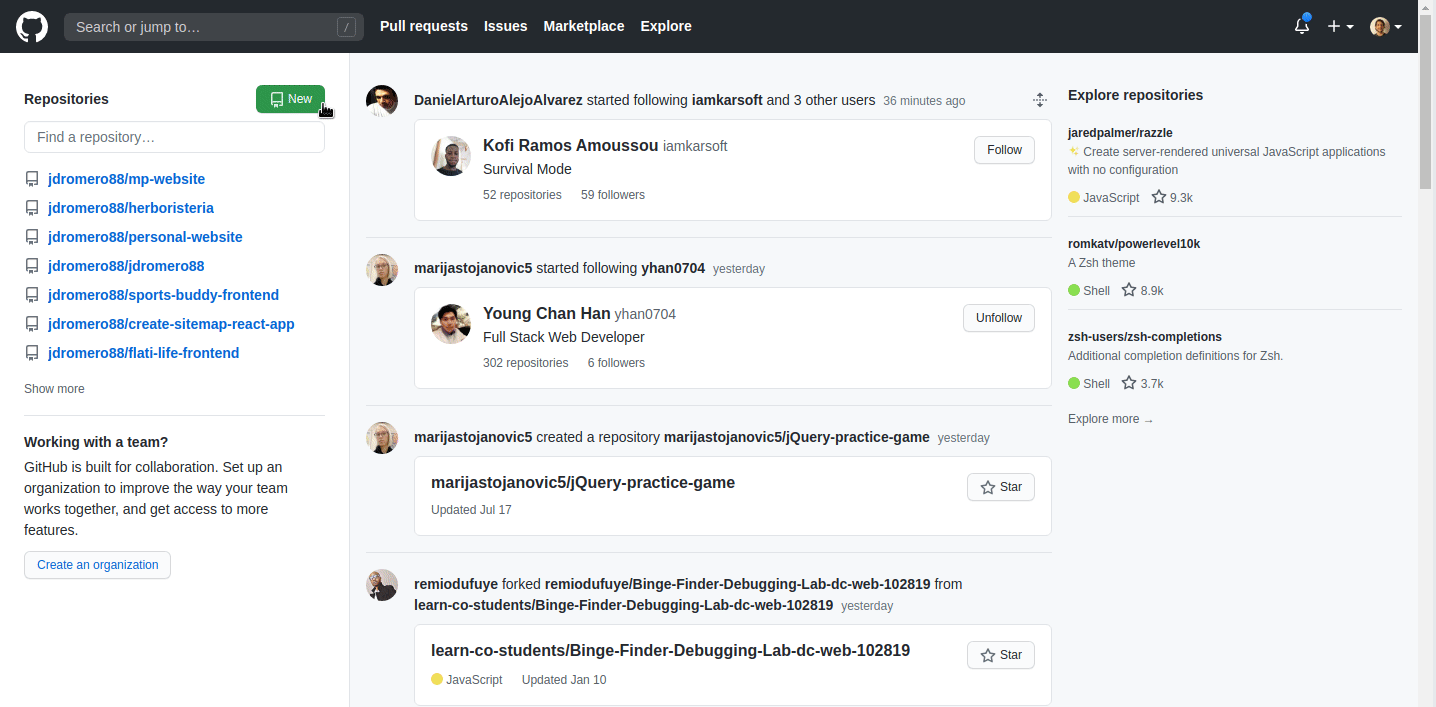 Search or jump to… /
Pull requests Issues Marketplace Explore
Repositories
New
Find a repository…
jdromero88/mp-website
jdromero88/herboristeria
jdromero88/personal-website
jdromero88/jdromero88
jdromero88/sports-buddy-frontend
jdromero88/create-sitemap-react-app
jdromero88/flati-life-frontend
Show more
Working with a team?
GitHub is built for collaboration. Set up an
organization to improve the way your team
works together, and get access to more
features.
Create an organization
DanielArturoAlejoAlvarez started following iamkarsoft and 3 other users 36 minutes ago
Kofi Ramos Amoussou iamkarsoft
Follow
Survival Mode
52 repositories 59 followers
marijastojanovic5 started following yhan0704 yesterday
Young Chan Han yhan0704
Unfollow
Full Stack Web Developer
302 repositories 6 followers
marijastojanovic5 created a repository marijastojanovic5/jQuery-practice-game yesterday
marijastojanovic5/jQuery-practice-game
Star
Updated Jul 17
remiodufuye forked remiodufuye/Binge-Finder-Debugging-Lab-dc-web-102819 from
learn-co-students/Binge-Finder-Debugging-Lab-dc-web-102819 yesterday
learn-co-students/Binge-Finder-Debugging-Lab-dc-web-102819
Star
JavaScript Updated Jan 10
Explore repositories
jaredpalmer/razzle
✨ Create server-rendered universal JavaScript applications
with no configuration
JavaScript 9.3k
romkatv/powerlevel10k
A Zsh theme
Shell 8.9k
zsh-users/zsh-completions
Additional completion definitions for Zsh.
Shell 3.7k
Explore more →